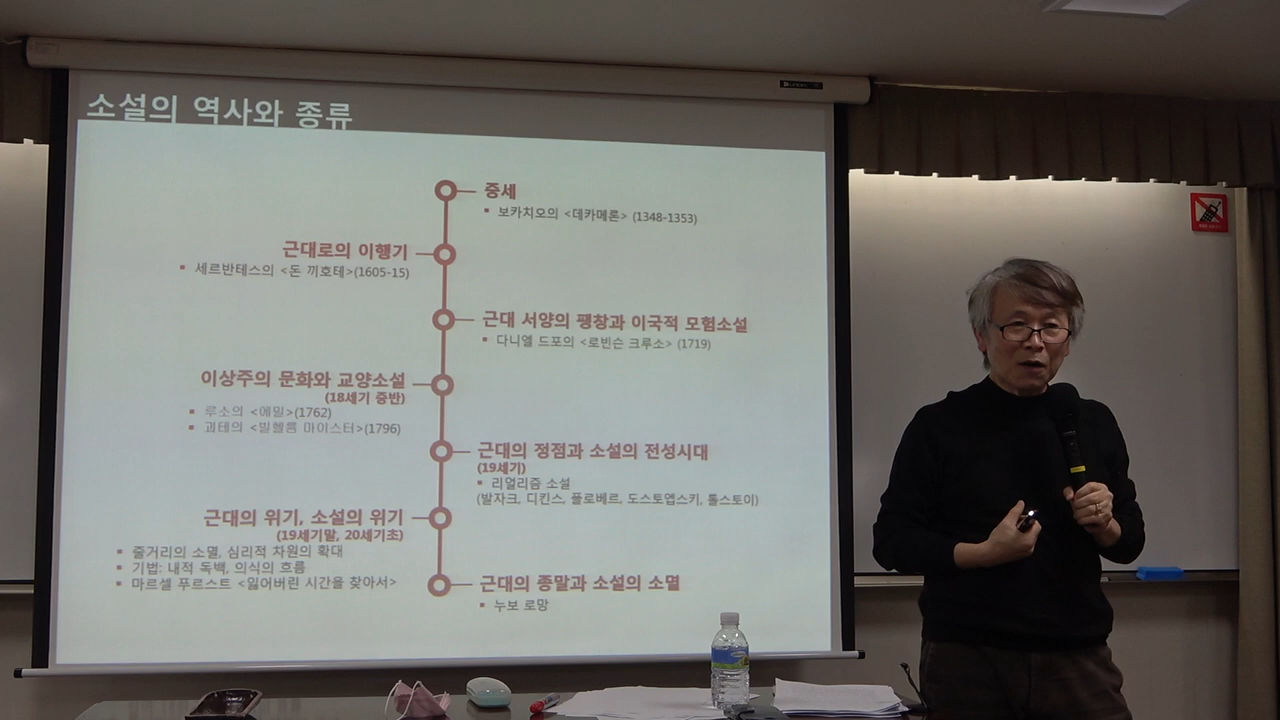 소설의 역사와 종류
중세
▪ 보카치오의 <데카메론> (1348-1353)
근대로의 이행기
▪ 세르반테스의 <돈 끼호테>(1605-15)
근대 서양의 팽창과 이국적 모험소설
▪ 다니엘 드포의 <로빈슨 크루소> (1719)
이상주의 문화와 교양소설
(18세기 중반)
▪ 루소의 <에밀>(1762)
▪ 괴테의 <빌헬름 마이스터>(1796)
근대의 정점과 소설의 전성시대
(19세기)
▪ 리얼리즘 소설
(발자크, 디킨스, 플로베르, 도스토옙스키, 톨스토이)
근대의 위기, 소설의 위기
(19세기말, 20세기초)
▪ 줄거리의 소멸, 심리적 차원의 확대
▪ 기법: 내적 독백, 의식의 흐름
▪ 마르셀 푸르스트 <잃어버린 시간을 찾아서>
근대의 종말과 소설의 소멸
▪ 누보 로망